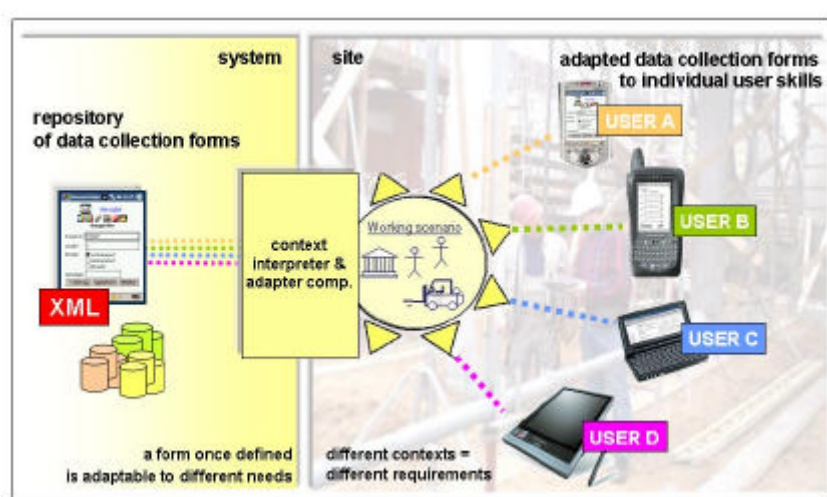 system
site
adapted data collection forms
to individual user skills
repository
of data collection forms
USER A
USER B
Working scenario
context
interpreter &
adapter comp.
XML
USER C
USER D
a form once defined
is adaptable to different needs
different contexts =
different requirements